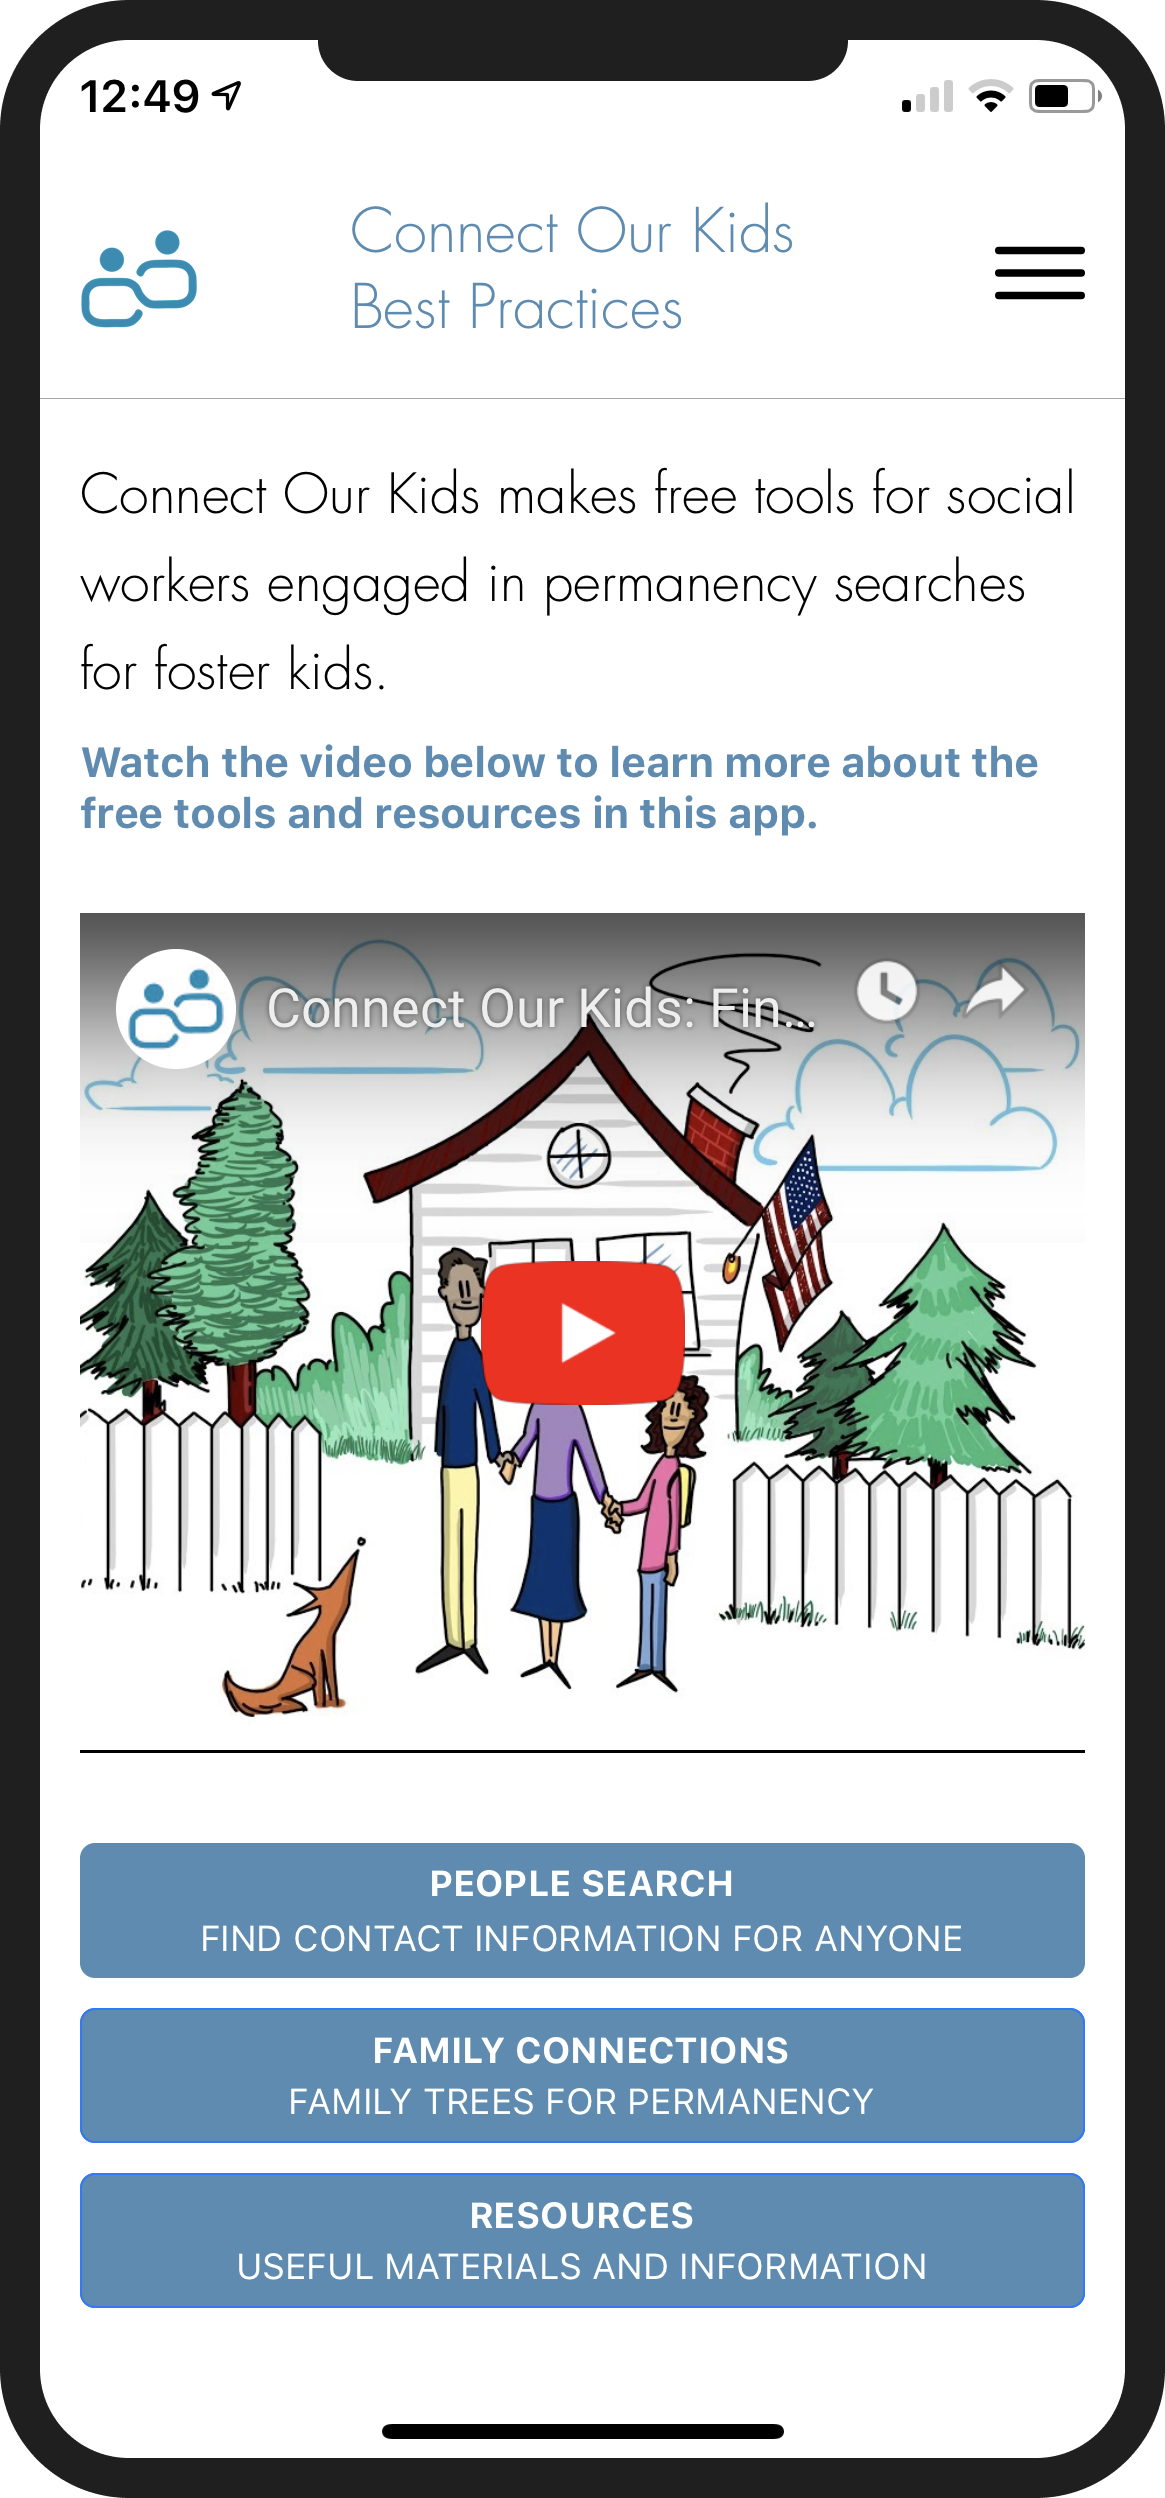 12:49
Connect Our Kids
Best Practices
Connect Our Kids makes free tools for social
workers engaged in permanency searches
for foster kids.
Watch the video below to learn more about the
free tools and resources in this app.
Connect Our Kids: Fin...
PEOPLE SEARCH
FIND CONTACT INFORMATION FOR ANYONE
FAMILY CONNECTIONS
FAMILY TREES FOR PERMANENCY
RESOURCES
USEFUL MATERIALS AND INFORMATION